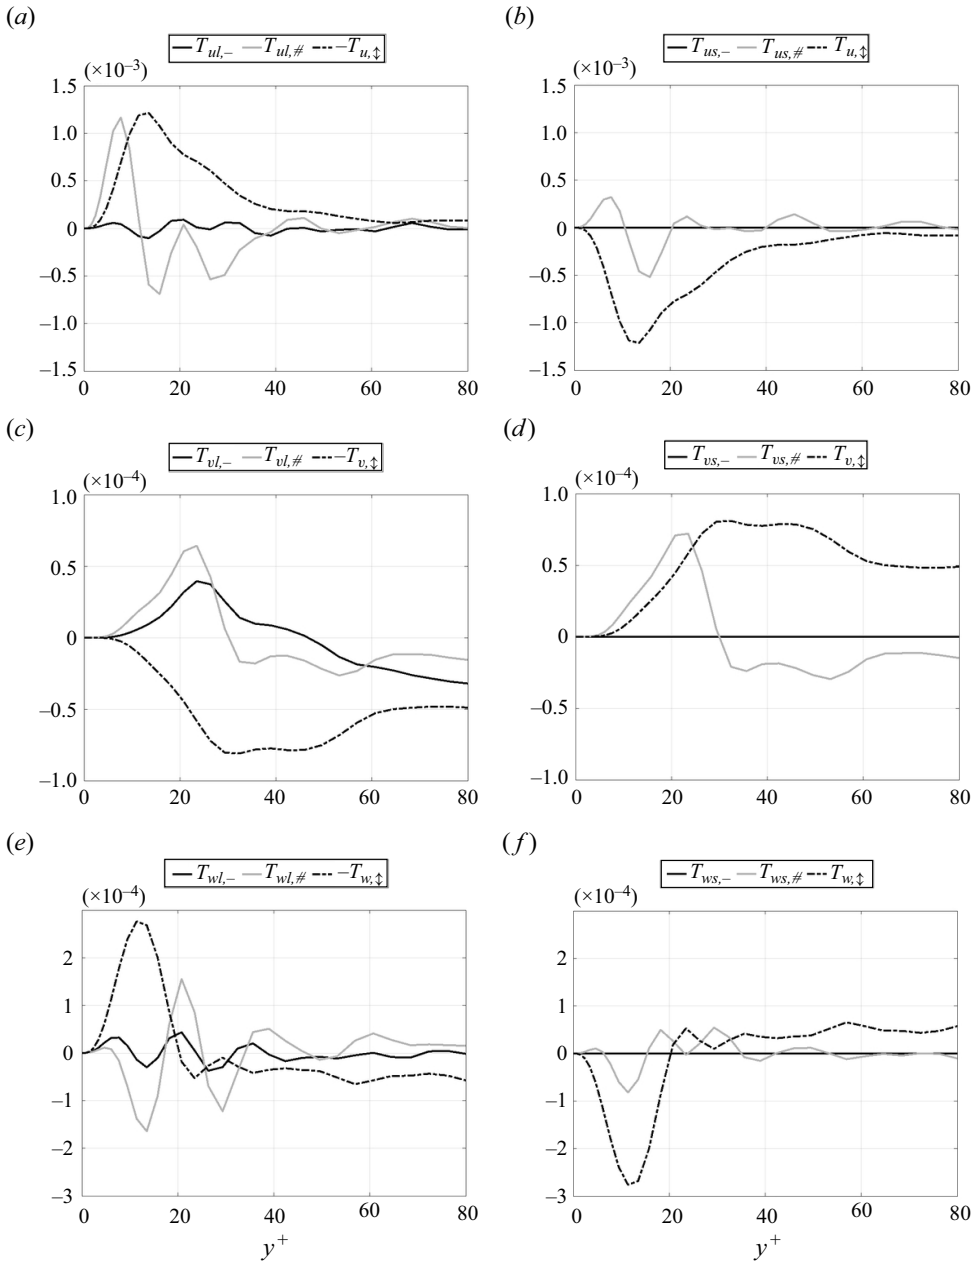 (a)
T_{ul,–} T_{ul,#} –T_{u,↕}
(×10⁻³)
1.5
1.0
0.5
0
–0.5
–1.0
–1.5
0 20 40 60 80
(b)
T_{us,–} T_{us,#} T_{u,↕}
(×10⁻³)
1.5
1.0
0.5
0
–0.5
–1.0
–1.5
0 20 40 60 80
(c)
T_{vl,–} T_{vl,#} –T_{v,↕}
(×10⁻⁴)
1.0
0.5
0
–0.5
–1.0
0 20 40 60 80
(d)
T_{vs,–} T_{vs,#} T_{v,↕}
(×10⁻⁴)
1.0
0.5
0
–0.5
–1.0
0 20 40 60 80
(e)
T_{wl,–} T_{wl,#} –T_{w,↕}
(×10⁻⁴)
2
1
0
–1
–2
–3
0 20 40 60 80
y⁺
(f)
T_{ws,–} T_{ws,#} T_{w,↕}
(×10⁻⁴)
2
1
0
–1
–2
–3
0 20 40 60 80
y⁺